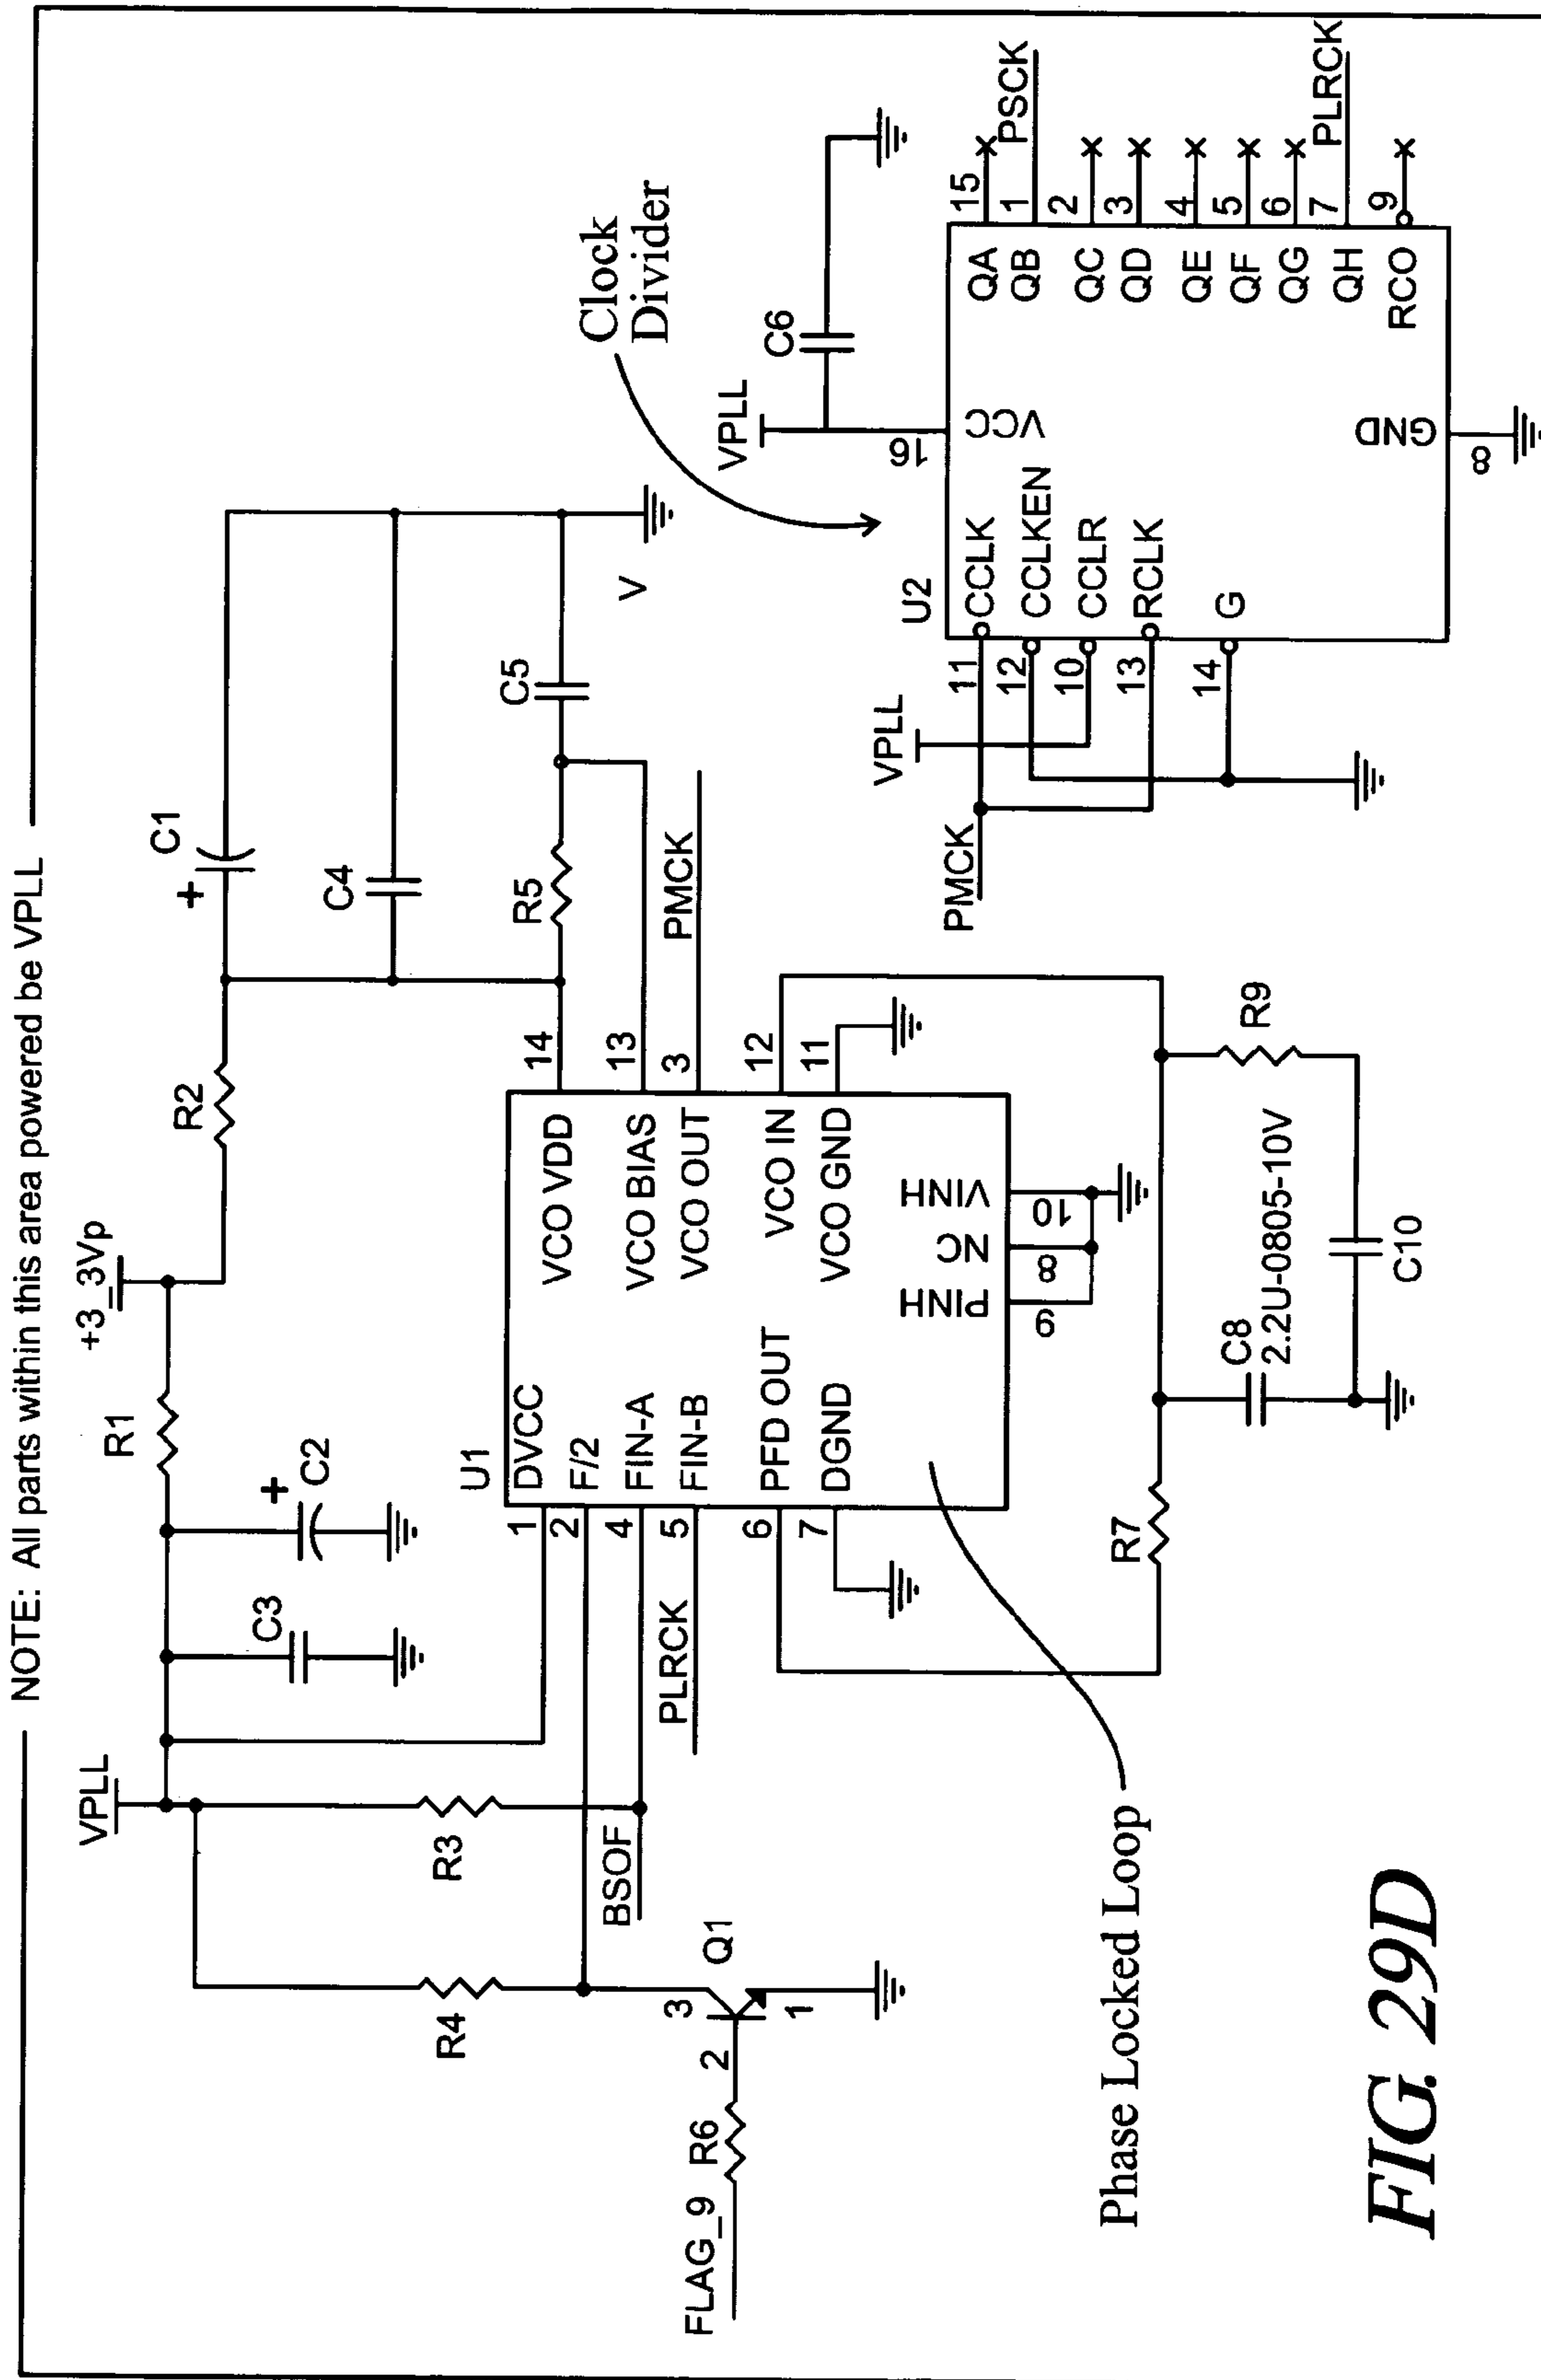 NOTE: All parts within this area powered be VPLL
VPLL
+3_3Vp
R1
R2
C1
+
C2
+
C3
C4
R3
R4
R5
C5
V
U1
DVCC
F/2
FIN-A
FIN-B
PFD OUT
DGND
VCO VDD
VCO BIAS
VCO OUT
VCO IN
VCO GND
PINH
NC
VINH
1
2
4
5
6
7
14
13
3
12
11
9
8
10
BSOF
PLRCK
PMCK
Q1
3
2
1
FLAG_9
R6
R7
C8
2.2U-0805-10V
R9
C10
Phase Locked Loop
Clock
Divider
VPLL
C6
VPLL
PMCK
U2
CCLK
CCLKEN
CCLR
RCLK
G
VCC
GND
QA
QB
QC
QD
QE
QF
QG
QH
RCO
11
12
10
13
14
16
8
15
1
2
3
4
5
6
7
9
PSCK
PLRCK
FIG. 29D